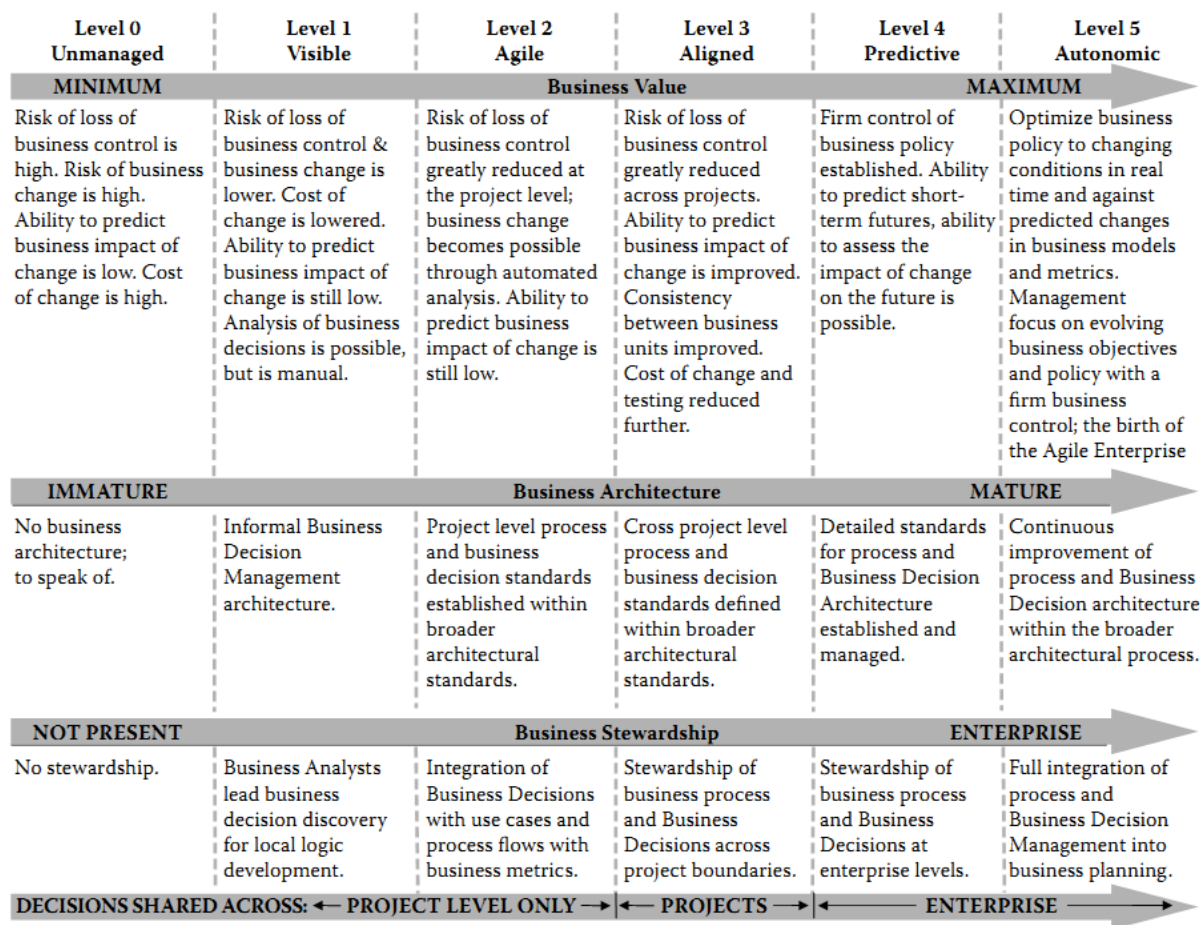 Level 0 Level 1 Level 2 Level 3 Level 4 Level 5
Unmanaged Visible Agile Aligned Predictive Autonomic
MINIMUM Business Value MAXIMUM
Risk of loss of
business control is
high. Risk of business
change is high.
Ability to predict
business impact of
change is low. Cost
of change is high.
Risk of loss of
business control &
business change is
lower. Cost of
change is lowered.
Ability to predict
business impact of
change is still low.
Analysis of business
decisions is possible,
but is manual.
Risk of loss of
business control
greatly reduced at
the project level;
business change
becomes possible
through automated
analysis. Ability to
predict business
impact of change is
still low.
Risk of loss of
business control
greatly reduced
across projects.
Ability to predict
business impact of
change is improved.
Consistency
between business
units improved.
Cost of change and
testing reduced
further.
Firm control of
business policy
established. Ability
to predict short-
term futures, ability
to assess the
impact of change
on the future is
possible.
Optimize business
policy to changing
conditions in real
time and against
predicted changes
in business models
and metrics.
Management
focus on evolving
business objectives
and policy with a
firm business
control; the birth of
the Agile Enterprise
IMMATURE Business Architecture MATURE
No business
architecture;
to speak of.
Informal Business
Decision
Management
architecture.
Project level process
and business
decision standards
established within
broader
architectural
standards.
Cross project level
process and
business decision
standards defined
within broader
architectural
standards.
Detailed standards
for process and
Business Decision
Architecture
established and
managed.
Continuous
improvement of
process and Business
Decision architecture
within the broader
architectural process.
NOT PRESENT Business Stewardship ENTERPRISE
No stewardship.
Business Analysts
lead business
decision discovery
for local logic
development.
Integration of
Business Decisions
with use cases and
process flows with
business metrics.
Stewardship of
business process
and Business
Decisions across
project boundaries.
Stewardship of
business process
and Business
Decisions at
enterprise levels.
Full integration of
process and
Business Decision
Management into
business planning.
DECISIONS SHARED ACROSS: PROJECT LEVEL ONLY PROJECTS ENTERPRISE